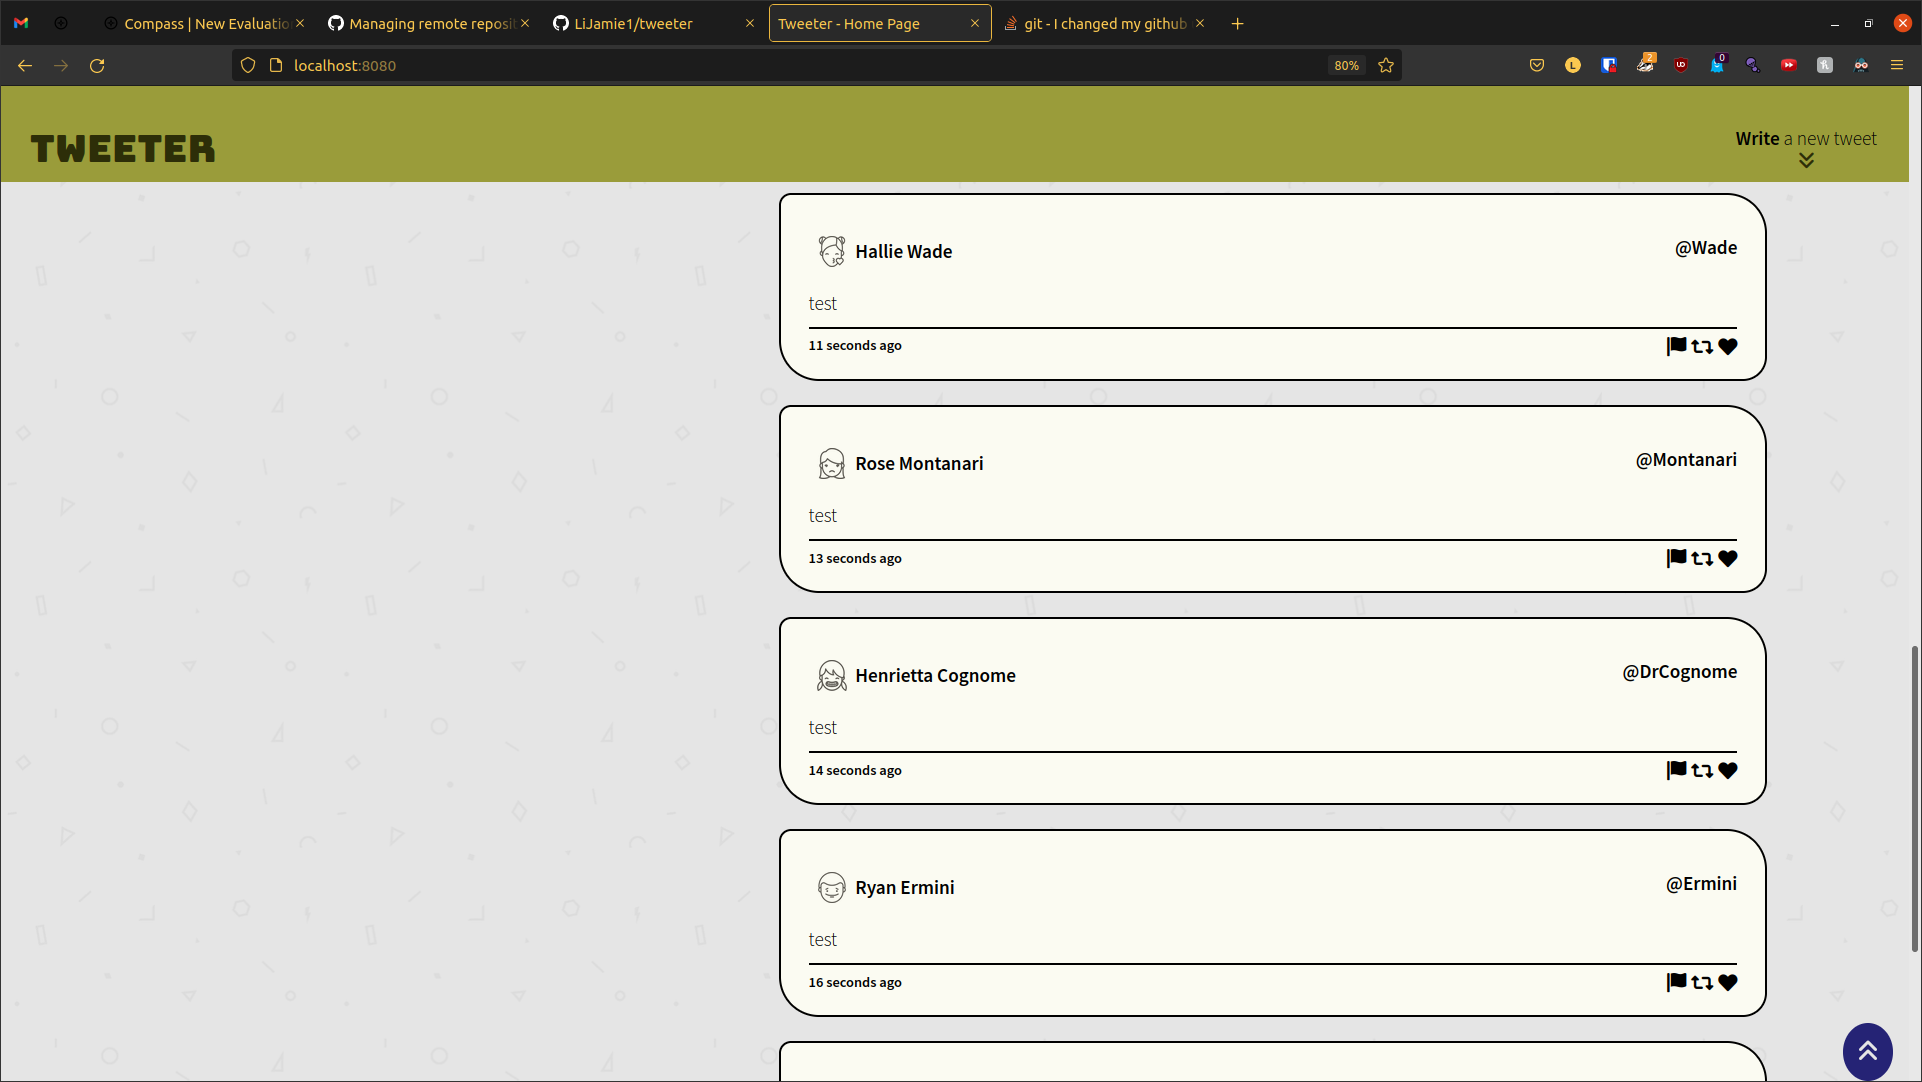 Compass | New Evaluatio
Managing remote reposit
LiJamie1/tweeter
Tweeter - Home Page
git - I changed my github
localhost:8080
80%
L
2
0
TWEETER
Write a new tweet
Hallie Wade
@Wade
test
11 seconds ago
Rose Montanari
@Montanari
test
13 seconds ago
Henrietta Cognome
@DrCognome
test
14 seconds ago
Ryan Ermini
@Ermini
test
16 seconds ago